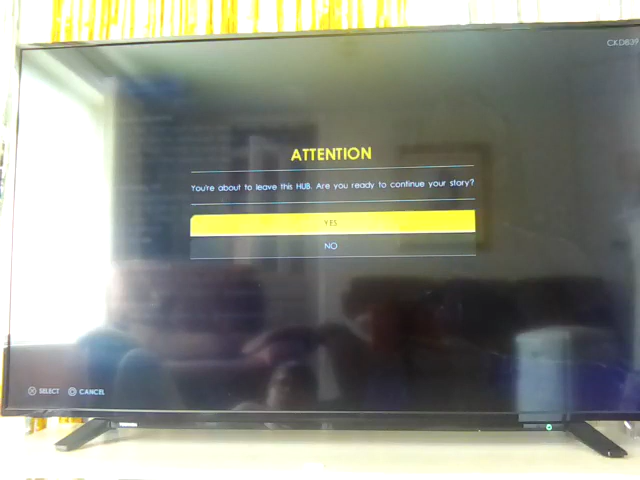 CKD839
ATTENTION
You're about to leave this HUB. Are you ready to continue your story?
YES
NO
SELECT CANCEL